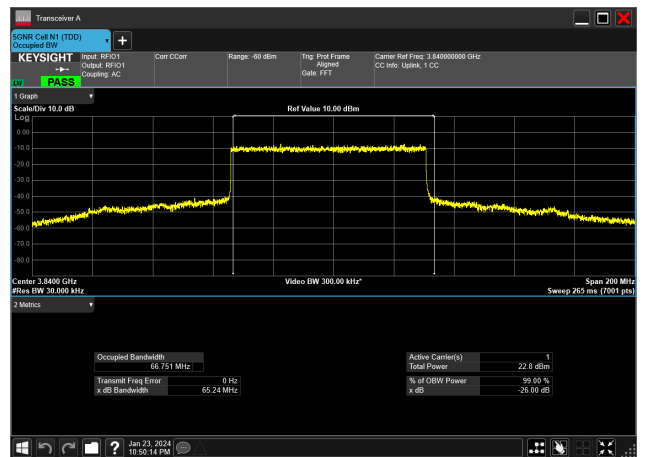 Transceiver A
5GNR Cell N1 (TDD)
Occupied BW
KEYSIGHT
PASS
Input: RFIO1
Output: RFIO1
Coupling: AC
Corr CCorr
Range: -60 dBm
Trig: Prot Frame
Aligned
Gate: FFT
Carrier Ref Freq: 3.840000000 GHz
CC Info: Uplink, 1 CC
1 Graph
Scale/Div 10.0 dB
Ref Value 10.00 dBm
Log
0.00
-10.0
-20.0
-30.0
-40.0
-50.0
-60.0
-70.0
-80.0
Center 3.8400 GHz
Video BW 300.00 kHz*
Span 200 MHz
#Res BW 30.000 kHz
Sweep 265 ms (7001 pts)
2 Metrics
Occupied Bandwidth
66.751 MHz
Active Carrier(s) 1
Total Power 22.8 dBm
Transmit Freq Error 0 Hz
x dB Bandwidth 65.24 MHz
% of OBW Power 99.00 %
x dB -26.00 dB
?
Jan 23, 2024
10:50:14 PM